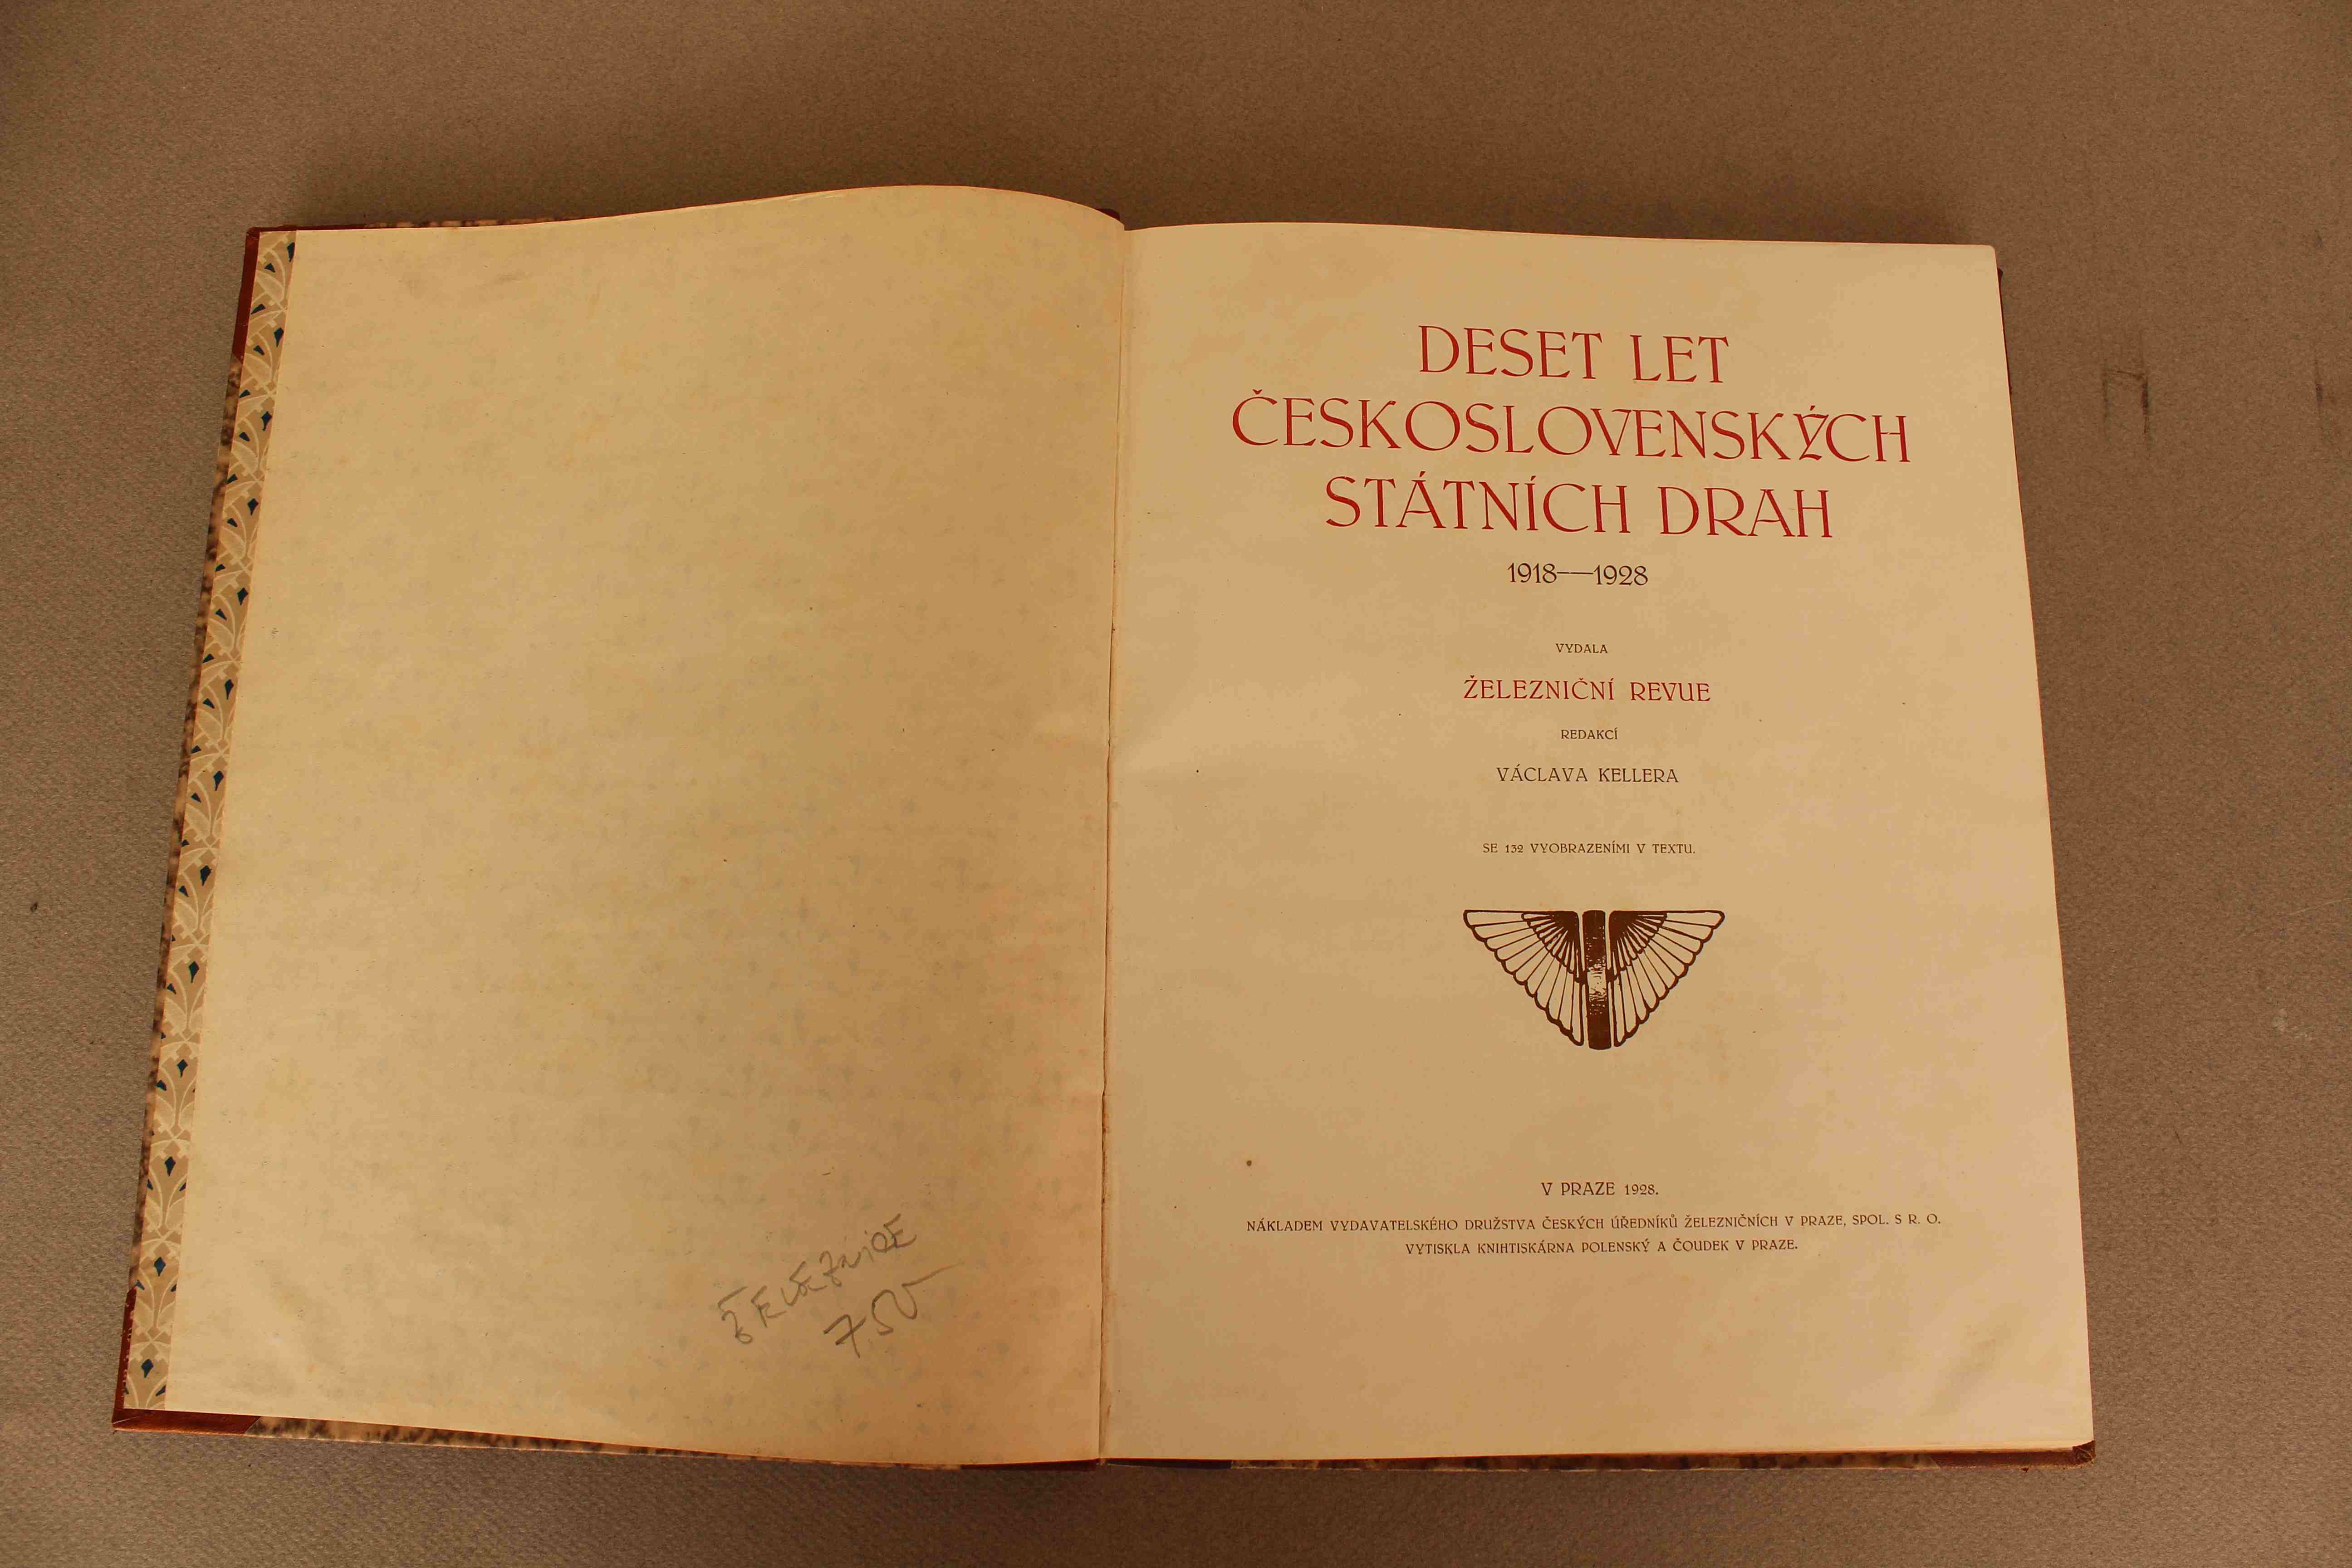 ŽELEZNICE
750
DESET LET
ČESKOSLOVENSKÝCH
STÁTNÍCH DRAH
1918—1928
VYDALA
ŽELEZNIČNÍ REVUE
REDAKCÍ
VÁCLAVA KELLERA
SE 132 VYOBRAZENÍMI V TEXTU.
V PRAZE 1928.
NÁKLADEM VYDAVATELSKÉHO DRUŽSTVA ČESKÝCH ÚŘEDNÍKŮ ŽELEZNIČNÍCH V PRAZE, SPOL. S R. O.
VYTISKLA KNIHTISKÁRNA POLENSKÝ A ČOUDEK V PRAZE.